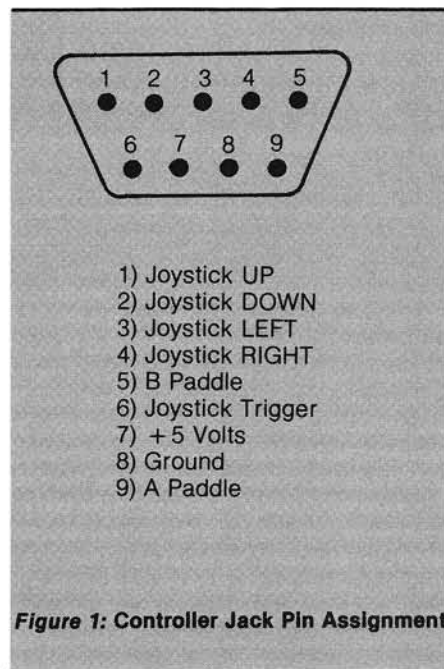 1 2 3 4 5
6 7 8 9
1) Joystick UP
2) Joystick DOWN
3) Joystick LEFT
4) Joystick RIGHT
5) B Paddle
6) Joystick Trigger
7) +5 Volts
8) Ground
9) A Paddle
Figure 1: Controller Jack Pin Assignment